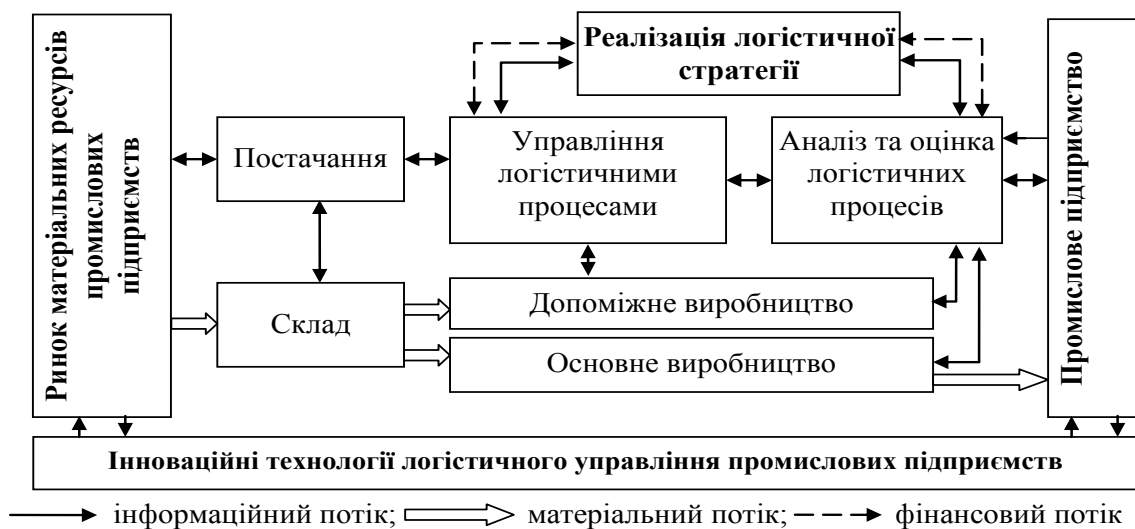 Ринок матеріальних ресурсів
промислових
підприємств
Реалізація логістичної
стратегії
Постачання
Управління
логістичними
процесами
Аналіз та оцінка
логістичних
процесів
Промислове підприємство
Склад
Допоміжне виробництво
Основне виробництво
Інноваційні технології логістичного управління промислових підприємств
інформаційний потік; матеріальний потік; фінансовий потік